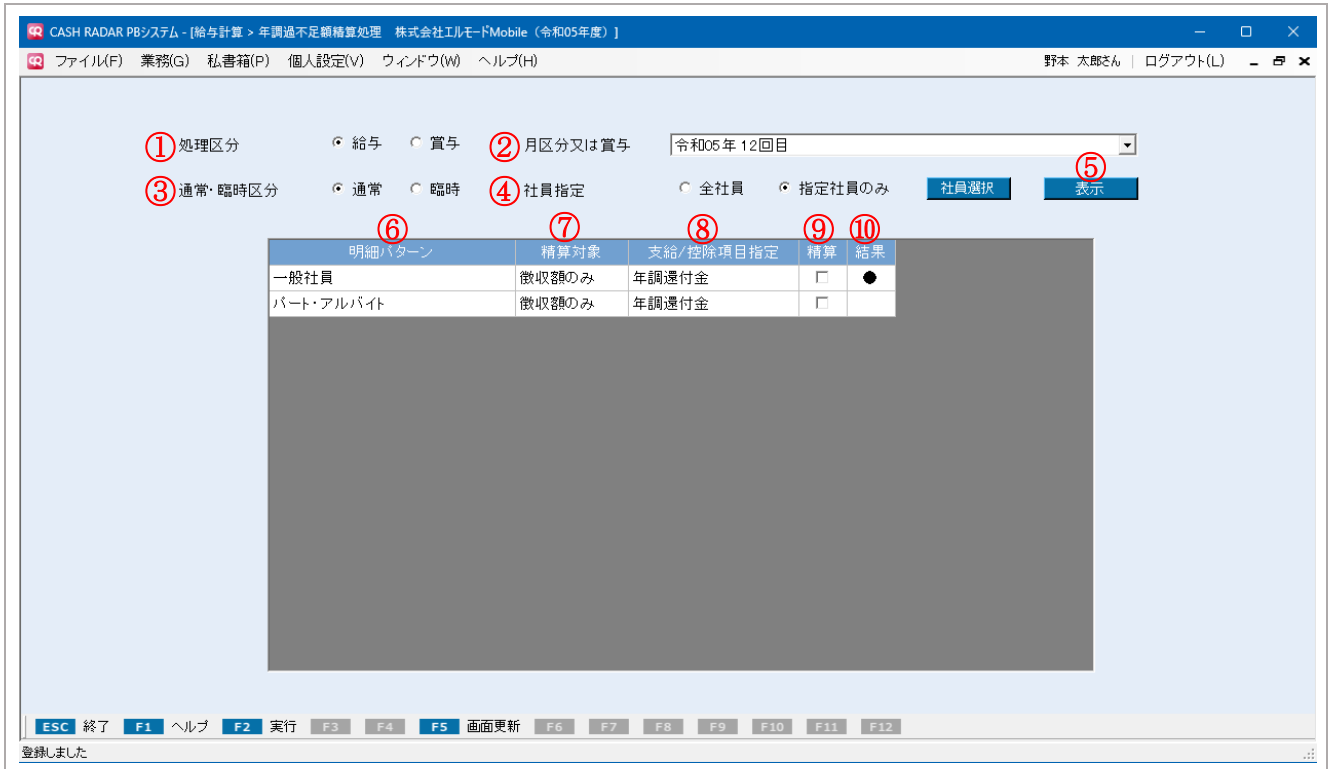 CASH RADAR PBシステム - [給与計算 > 年調過不足額精算処理　株式会社エルモードMobile（令和05年度）]
ファイル(F) 業務(G) 私書箱(P) 個人設定(V) ウィンドウ(W) ヘルプ(H) 野本 太郎さん | ログアウト(L)
① 処理区分 給与 賞与 ② 月区分又は賞与 令和05年 12回目
⑤
③ 通常・臨時区分 通常 臨時 ④ 社員指定 全社員 指定社員のみ 社員選択 表示
⑥ ⑦ ⑧ ⑨ ⑩
明細パターン 精算対象 支給/控除項目指定 精算 結果
一般社員 徴収額のみ 年調還付金 ●
パート・アルバイト 徴収額のみ 年調還付金
ESC 終了 F1 ヘルプ F2 実行 F3 F4 F5 画面更新 F6 F7 F8 F9 F10 F11 F12
登録しました